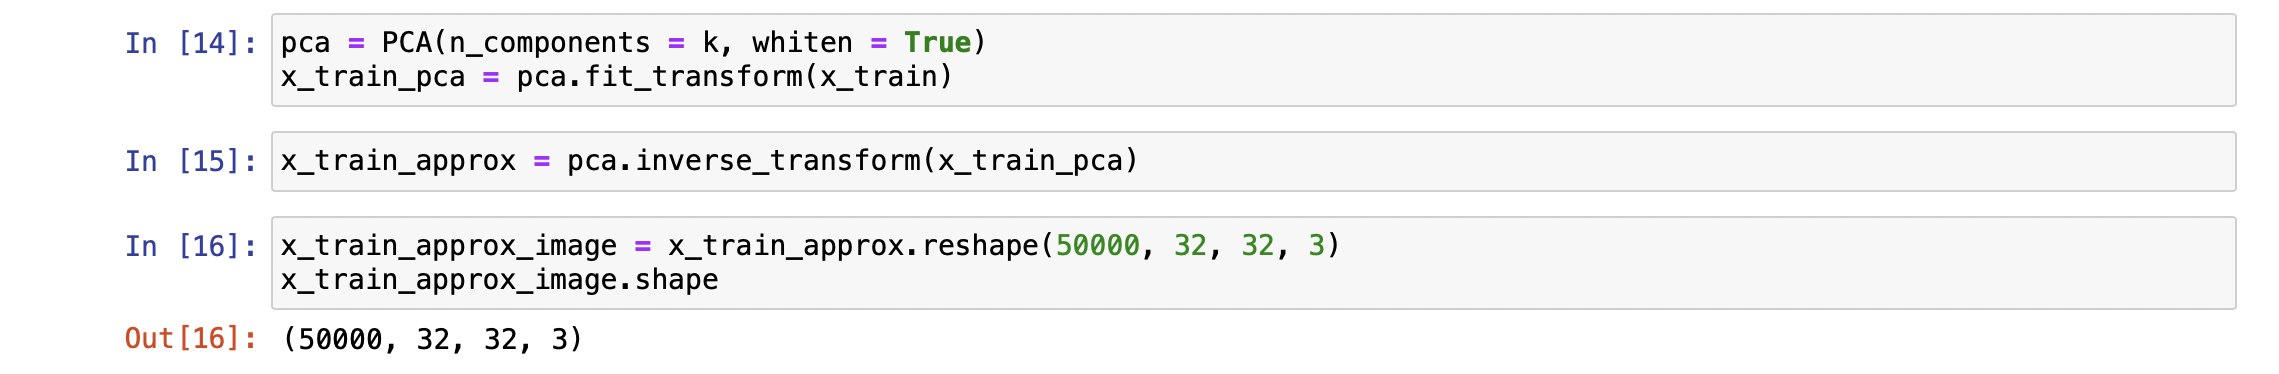 In [14]: pca = PCA(n_components = k, whiten = True)
x_train_pca = pca.fit_transform(x_train)
In [15]: x_train_approx = pca.inverse_transform(x_train_pca)
In [16]: x_train_approx_image = x_train_approx.reshape(50000, 32, 32, 3)
x_train_approx_image.shape
Out[16]: (50000, 32, 32, 3)